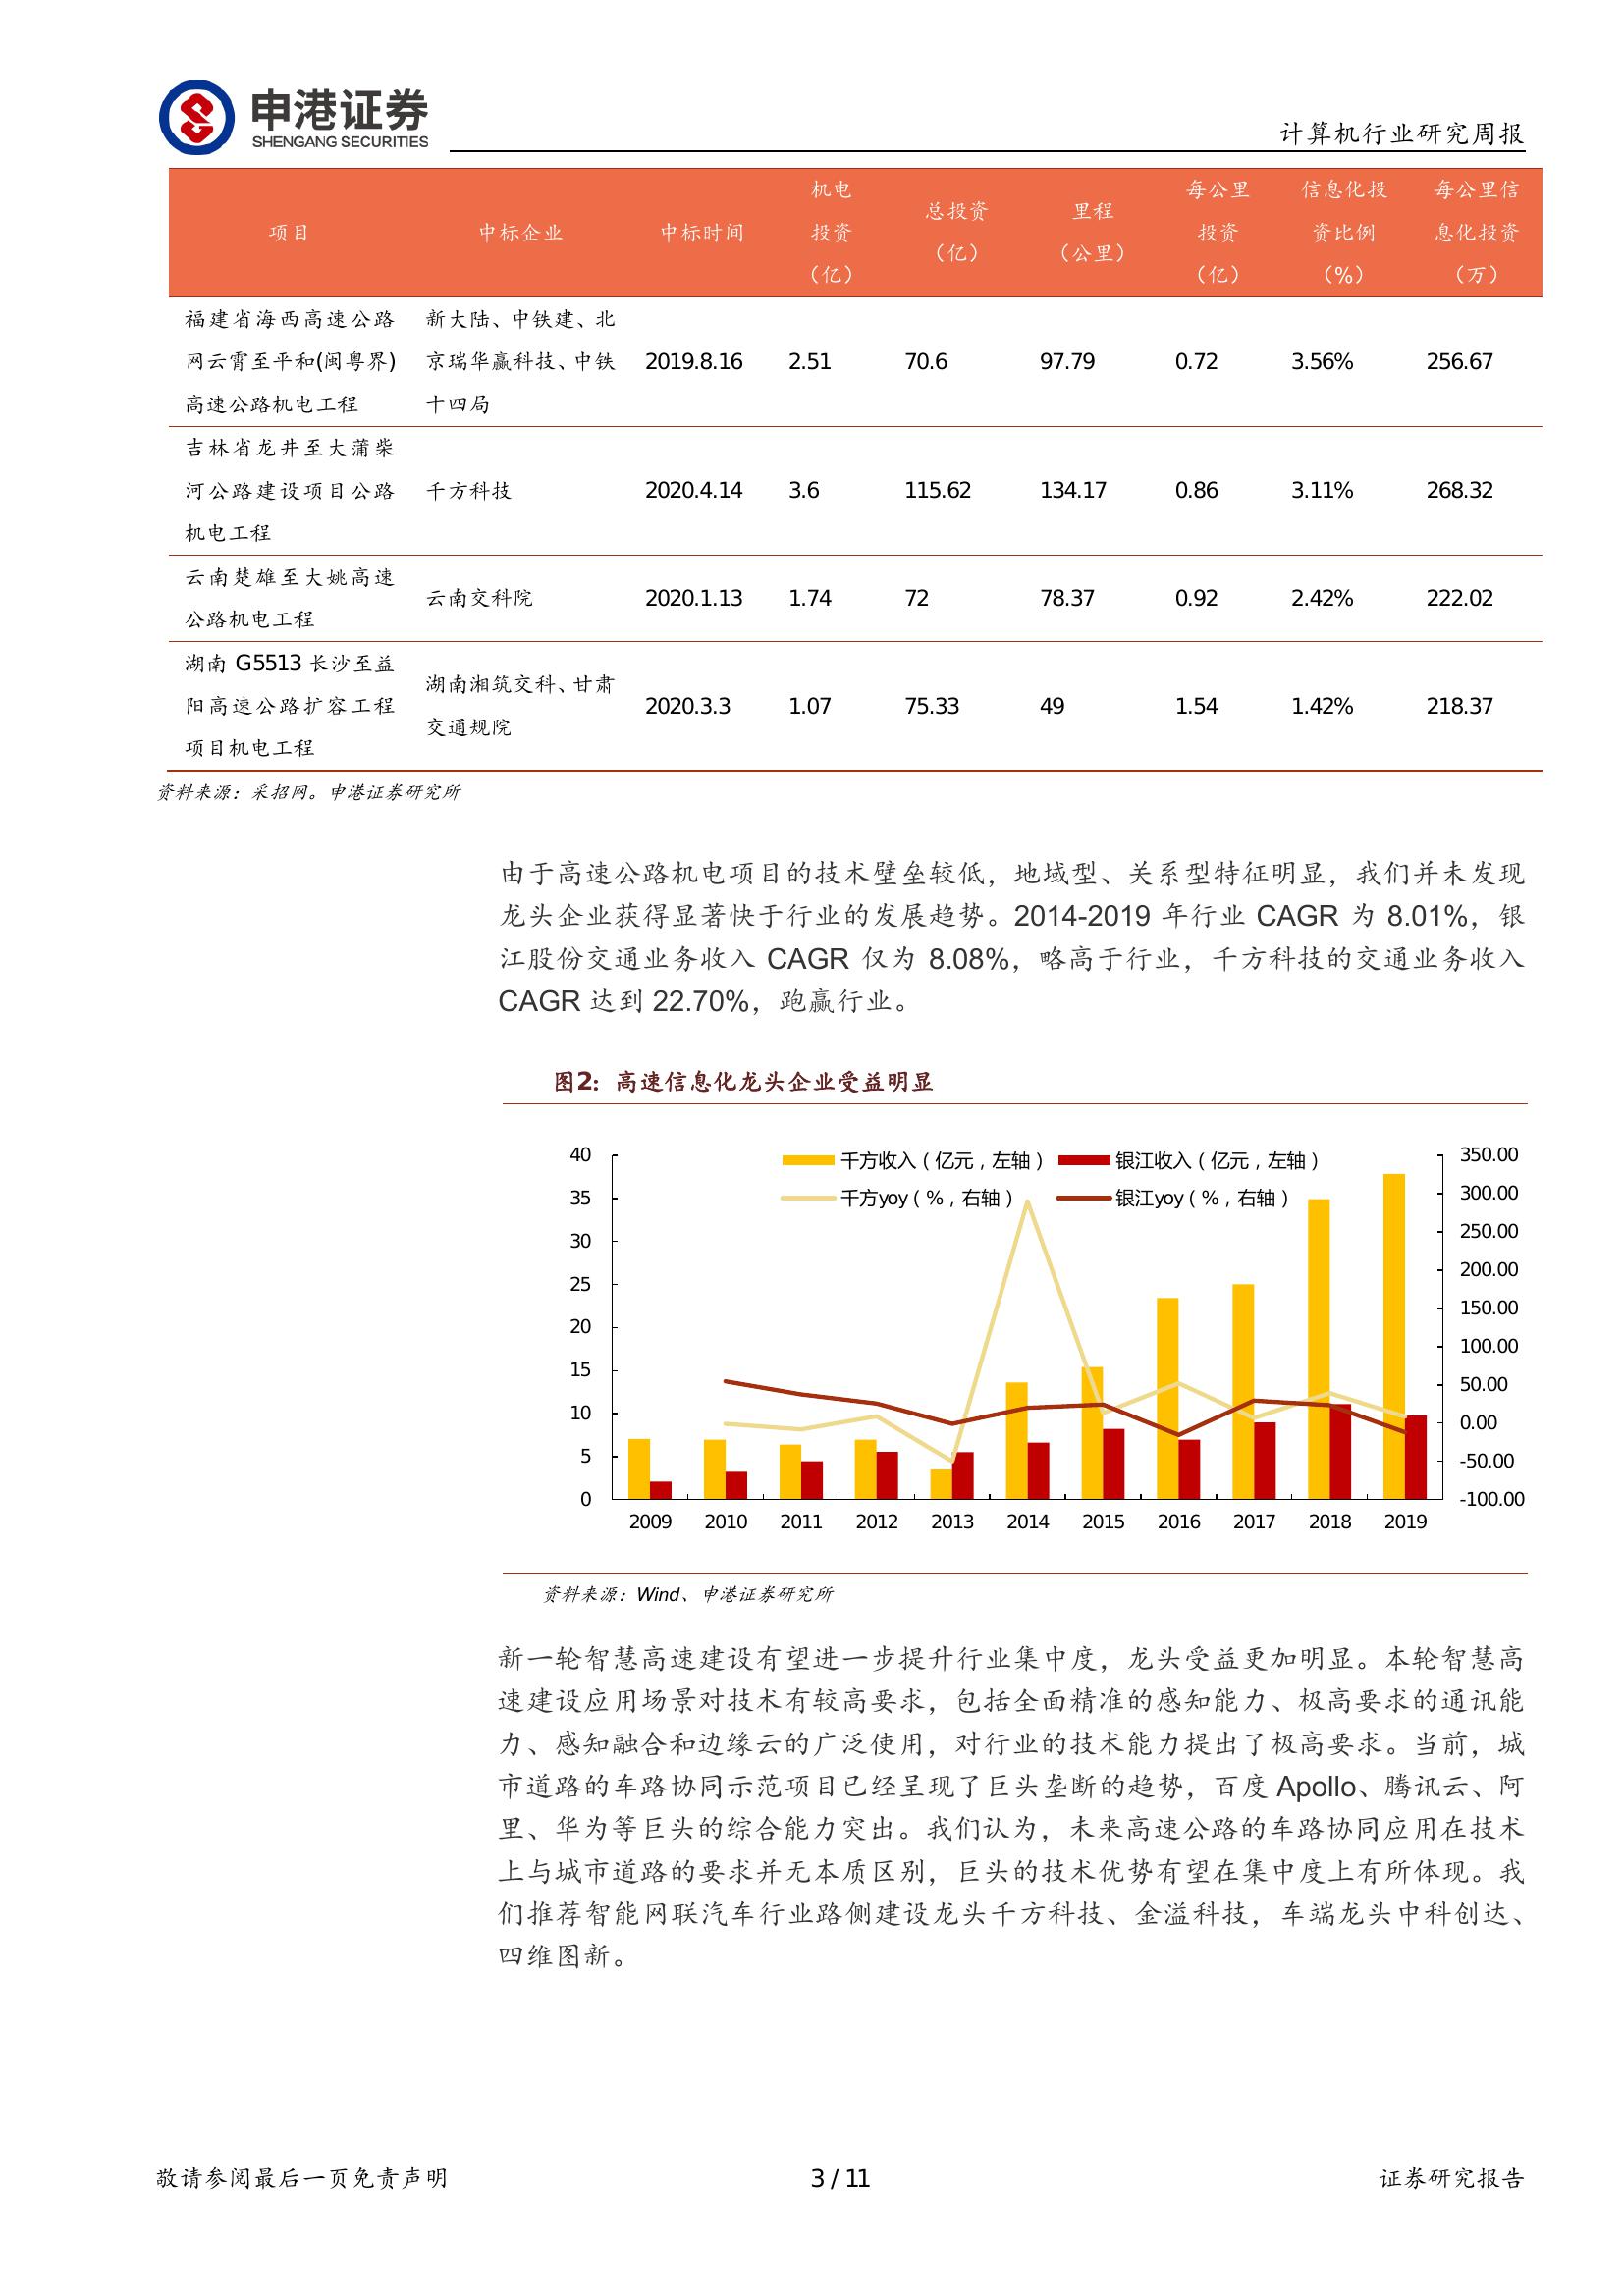 申港证券
SHENGANG SECURITIES
计算机行业研究周报
项目 中标企业 中标时间 机电投资（亿） 总投资（亿） 里程（公里） 每公里投资（亿） 信息化投资比例（%） 每公里信息化投资（万）
福建省海西高速公路
网云霄至平和(闽粤界)
高速公路机电工程
新大陆、中铁建、北
京瑞华赢科技、中铁
十四局
2019.8.16 2.51 70.6 97.79 0.72 3.56% 256.67
吉林省龙井至大蒲柴
河公路建设项目公路
机电工程
千方科技
2020.4.14 3.6 115.62 134.17 0.86 3.11% 268.32
云南楚雄至大姚高速
公路机电工程
云南交科院
2020.1.13 1.74 72 78.37 0.92 2.42% 222.02
湖南 G5513 长沙至益
阳高速公路扩容工程
项目机电工程
湖南湘筑交科、甘肃
交通规院
2020.3.3 1.07 75.33 49 1.54 1.42% 218.37
资料来源：采招网。申港证券研究所
由于高速公路机电项目的技术壁垒较低，地域型、关系型特征明显，我们并未发现
龙头企业获得显著快于行业的发展趋势。2014-2019 年行业 CAGR 为 8.01%，银
江股份交通业务收入 CAGR 仅为 8.08%，略高于行业，千方科技的交通业务收入
CAGR 达到 22.70%，跑赢行业。
图2：高速信息化龙头企业受益明显
千方收入（亿元，左轴） 银江收入（亿元，左轴）
千方yoy（%，右轴） 银江yoy（%，右轴）
40
35
30
25
20
15
10
5
0
350.00
300.00
250.00
200.00
150.00
100.00
50.00
0.00
-50.00
-100.00
2009 2010 2011 2012 2013 2014 2015 2016 2017 2018 2019
资料来源：Wind、申港证券研究所
新一轮智慧高速建设有望进一步提升行业集中度，龙头受益更加明显。本轮智慧高
速建设应用场景对技术有较高要求，包括全面精准的感知能力、极高要求的通讯能
力、感知融合和边缘云的广泛使用，对行业的技术能力提出了极高要求。当前，城
市道路的车路协同示范项目已经呈现了巨头垄断的趋势，百度 Apollo、腾讯云、阿
里、华为等巨头的综合能力突出。我们认为，未来高速公路的车路协同应用在技术
上与城市道路的要求并无本质区别，巨头的技术优势有望在集中度上有所体现。我
们推荐智能网联汽车行业路侧建设龙头千方科技、金溢科技，车端龙头中科创达、
四维图新。
敬请参阅最后一页免责声明
3 / 11
证券研究报告